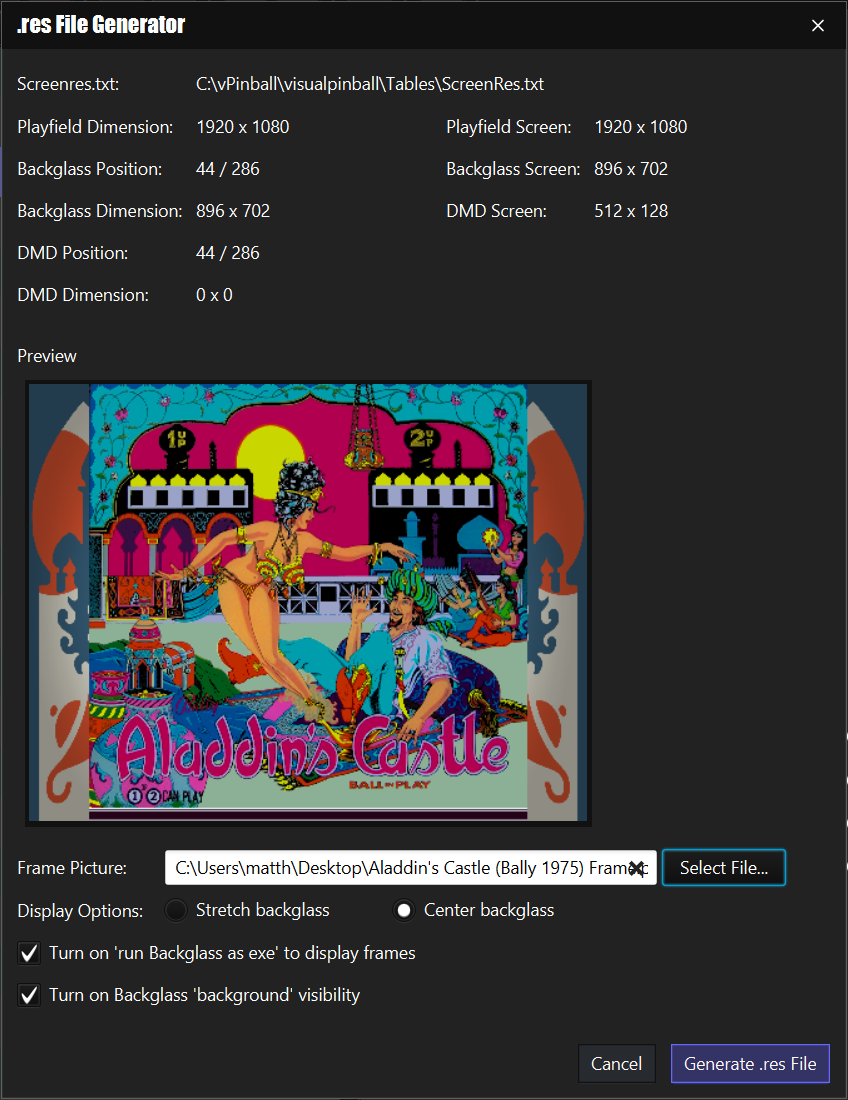 .res File Generator
Screenres.txt: C:\vPinball\visualpinball\Tables\ScreenRes.txt
Playfield Dimension: 1920 x 1080 Playfield Screen: 1920 x 1080
Backglass Position: 44 / 286 Backglass Screen: 896 x 702
Backglass Dimension: 896 x 702 DMD Screen: 512 x 128
DMD Position: 44 / 286
DMD Dimension: 0 x 0
Preview
1 UP 2 UP
Aladdin's Castle
BALL IN PLAY
1 2 CAN PLAY
Frame Picture: C:\Users\matth\Desktop\Aladdin's Castle (Bally 1975) Frame Select File...
Display Options: Stretch backglass Center backglass
Turn on 'run Backglass as exe' to display frames
Turn on Backglass 'background' visibility
Cancel Generate .res File